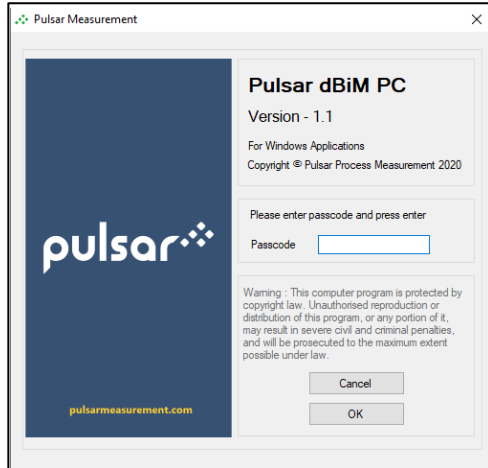 Pulsar Measurement
pulsar
pulsarmeasurement.com
Pulsar dBiM PC
Version - 1.1
For Windows Applications
Copyright © Pulsar Process Measurement 2020
Please enter passcode and press enter
Passcode
Warning : This computer program is protected by
copyright law. Unauthorised reproduction or
distribution of this program, or any portion of it,
may result in severe civil and criminal penalties,
and will be prosecuted to the maximum extent
possible under law.
Cancel
OK